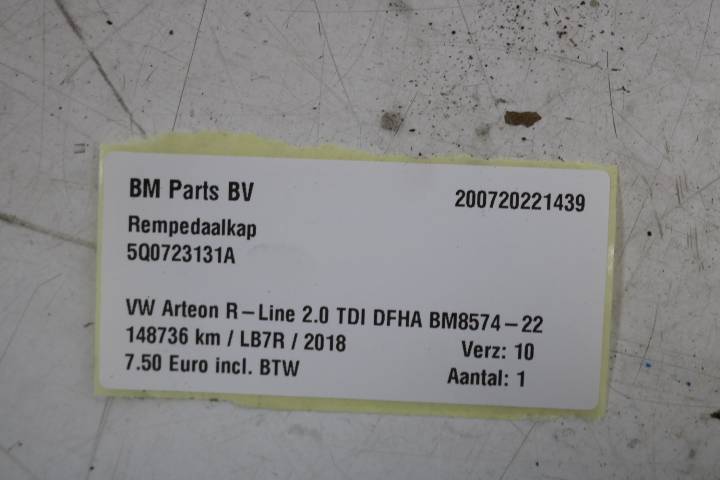 BM Parts BV 200720221439
Rempedaalkap
5Q0723131A
VW Arteon R-Line 2.0 TDI DFHA BM8574-22
148736 km / LB7R / 2018 Verz: 10
7.50 Euro incl. BTW Aantal: 1